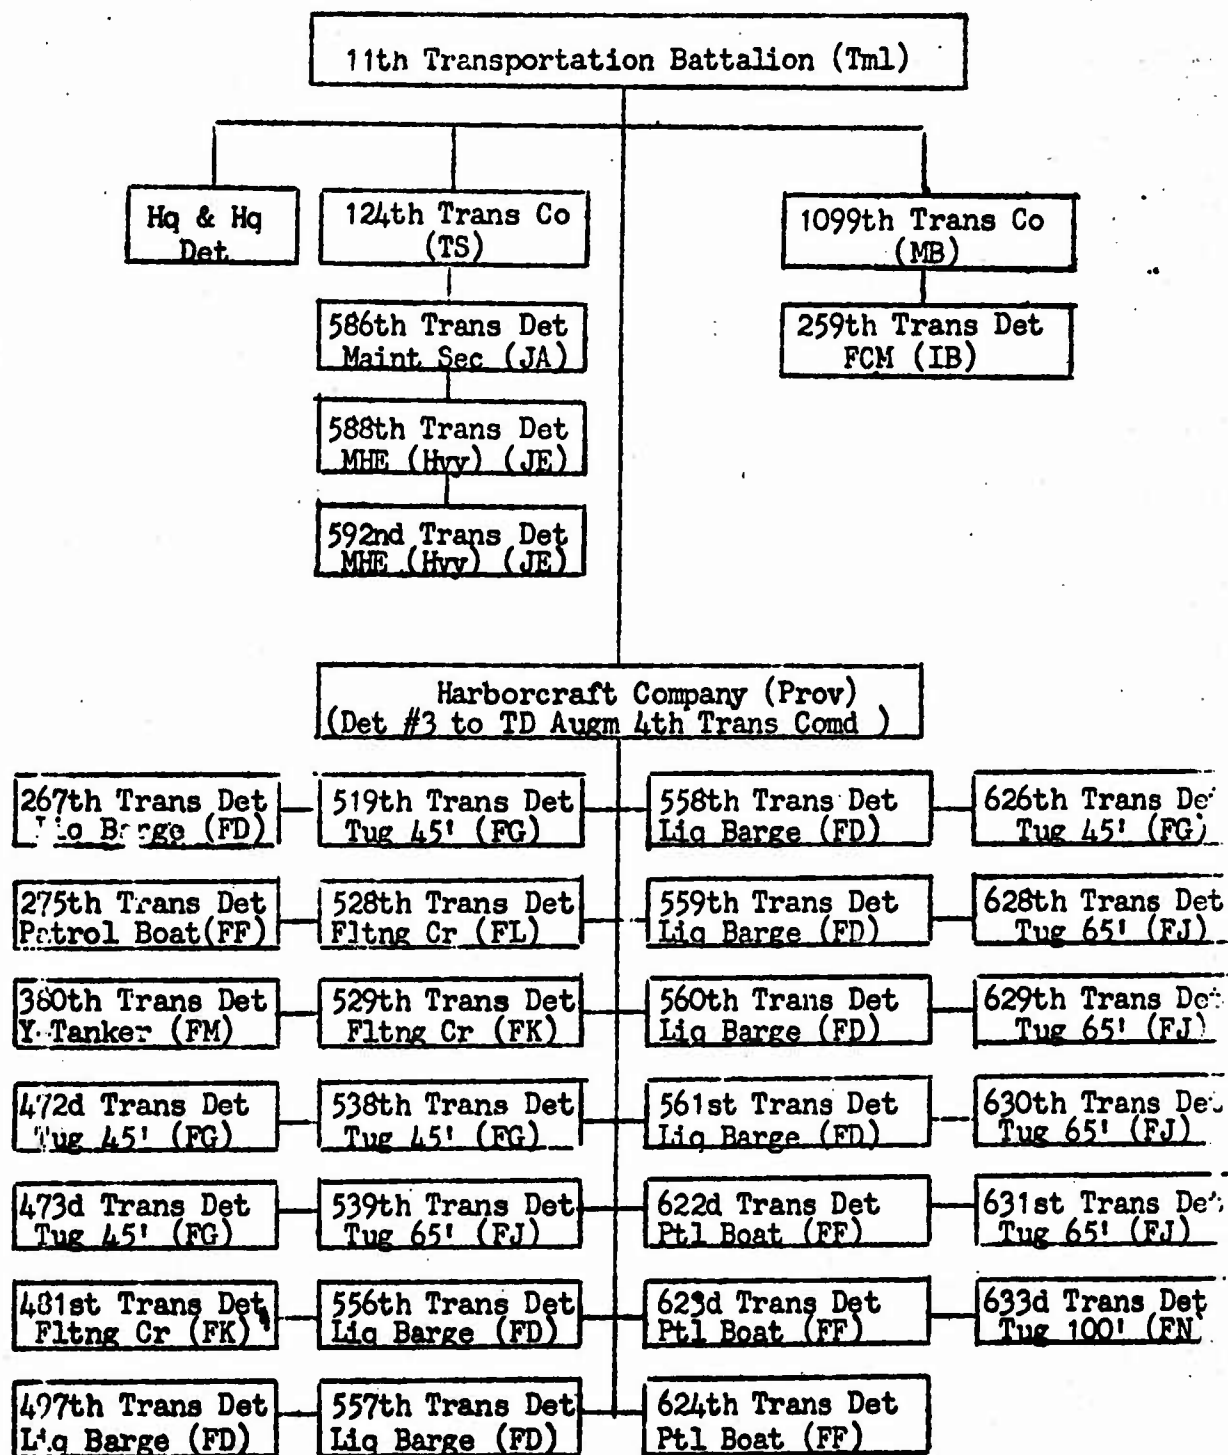 11th Transportation Battalion (Tml)
Hq & Hq
Det
124th Trans Co
(TS)
1099th Trans Co
(MB)
586th Trans Det
Maint Sec (JA)
259th Trans Det
FCM (IB)
588th Trans Det
MHE (Hvy) (JE)
592nd Trans Det
MHE (Hvy) (JE)
Harborcraft Company (Prov)
(Det #3 to TD Augm 4th Trans Comd )
267th Trans Det
Barge (FD)
519th Trans Det
Tug 45' (FG)
558th Trans Det
Liq Barge (FD)
626th Trans De
Tug 45' (FG)
275th Trans Det
Patrol Boat(FF)
528th Trans Det
Fltng Cr (FL)
559th Trans Det
Liq Barge (FD)
628th Trans Det
Tug 65' (FJ)
360th Trans Det
Y-Tanker (FM)
529th Trans Det
Fltng Cr (FK)
560th Trans Det
Liq Barge (FD)
629th Trans Det
Tug 65' (FJ)
472d Trans Det
Tug 45' (FG)
538th Trans Det
Tug 45' (FG)
561st Trans Det
Liq Barge (FD)
630th Trans Det
Tug 65' (FJ)
473d Trans Det
Tug 45' (FG)
539th Trans Det
Tug 65' (FJ)
622d Trans Det
Ptl Boat (FF)
631st Trans Det
Tug 65' (FJ)
481st Trans Det
Fltng Cr (FK)
556th Trans Det
Liq Barge (FD)
623d Trans Det
Ptl Boat (FF)
633d Trans Det
Tug 100' (FN
497th Trans Det
Liq Barge (FD)
557th Trans Det
Liq Barge (FD)
624th Trans Det
Ptl Boat (FF)